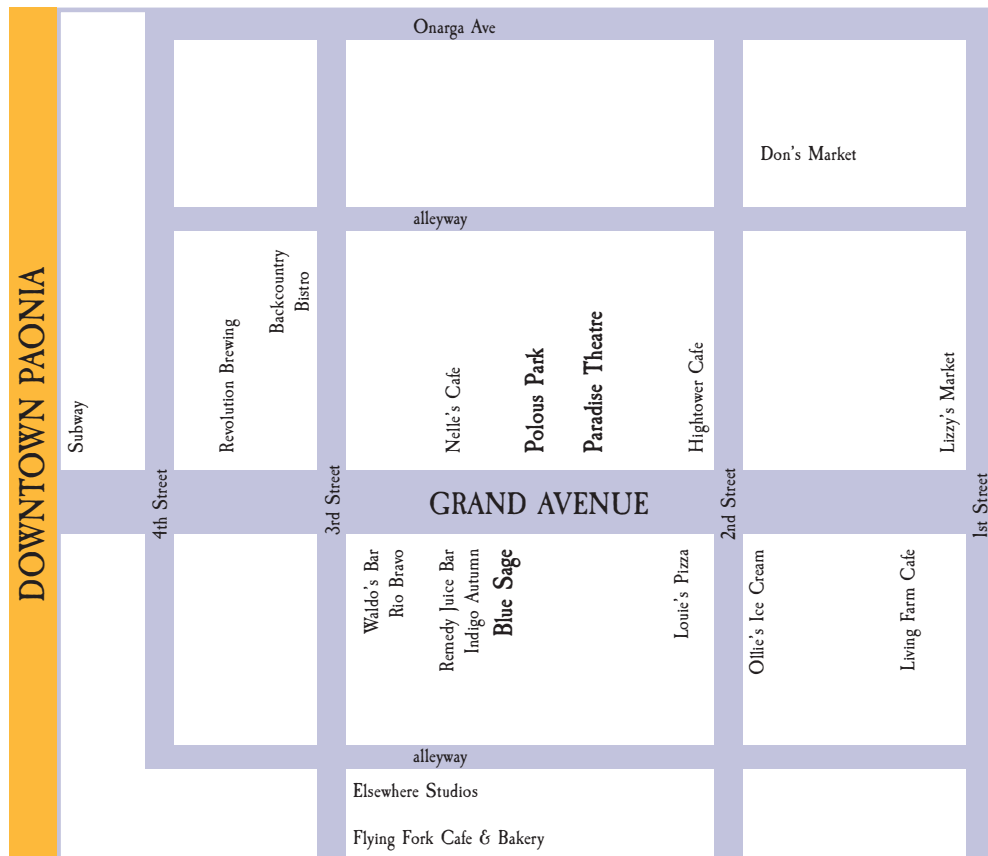 DOWNTOWN PAONIA
Onarga Ave
Don's Market
alleyway
Subway
Revolution Brewing
Backcountry
Bistro
Nelle's Cafe
Polous Park
Paradise Theatre
Hightower Cafe
Lizzy's Market
4th Street
3rd Street
GRAND AVENUE
2nd Street
1st Street
Waldo's Bar
Rio Bravo
Remedy Juice Bar
Indigo Autumn
Blue Sage
Louie's Pizza
Ollie's Ice Cream
Living Farm Cafe
alleyway
Elsewhere Studios
Flying Fork Cafe & Bakery